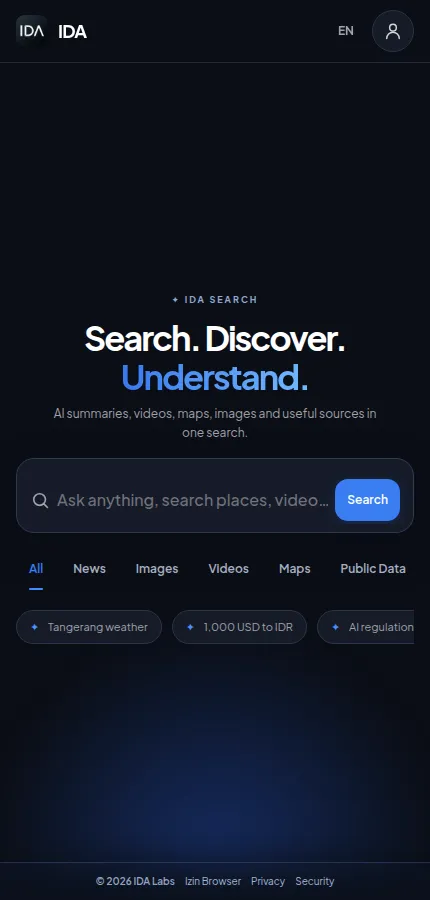 IDA IDA EN
✦ IDA SEARCH
Search. Discover.
Understand.
AI summaries, videos, maps, images and useful sources in
one search.
Ask anything, search places, video… Search
All News Images Videos Maps Public Data
✦ Tangerang weather ✦ 1,000 USD to IDR ✦ AI regulation
© 2026 IDA Labs Izin Browser Privacy Security